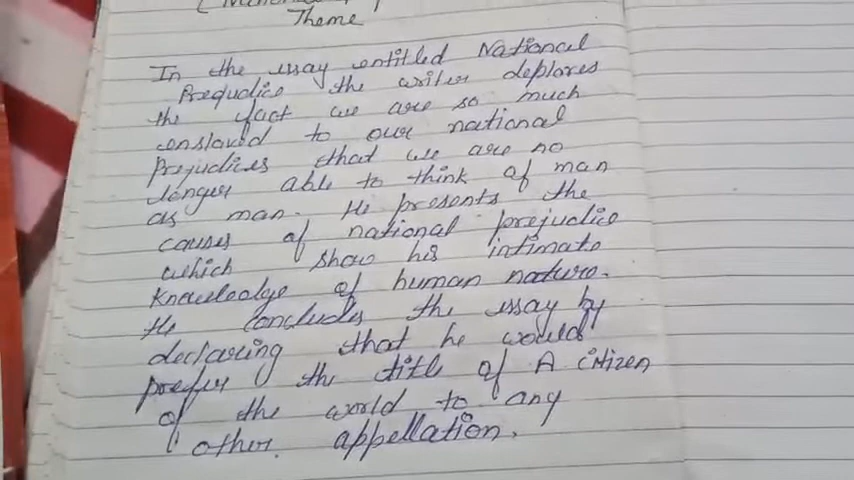 Theme
In the essay entitled National
Prequdice the writer deplores
the fact we are so much
enslaved to our national
prejudices that we are no
longer able to think of man
as man. He presents the
causes of national prejudice
which show his intimate
knowledge of human nature.
He concludes the essay by
declaring that he would
prefer the title of A citizen
of the world to any
other. appellation.